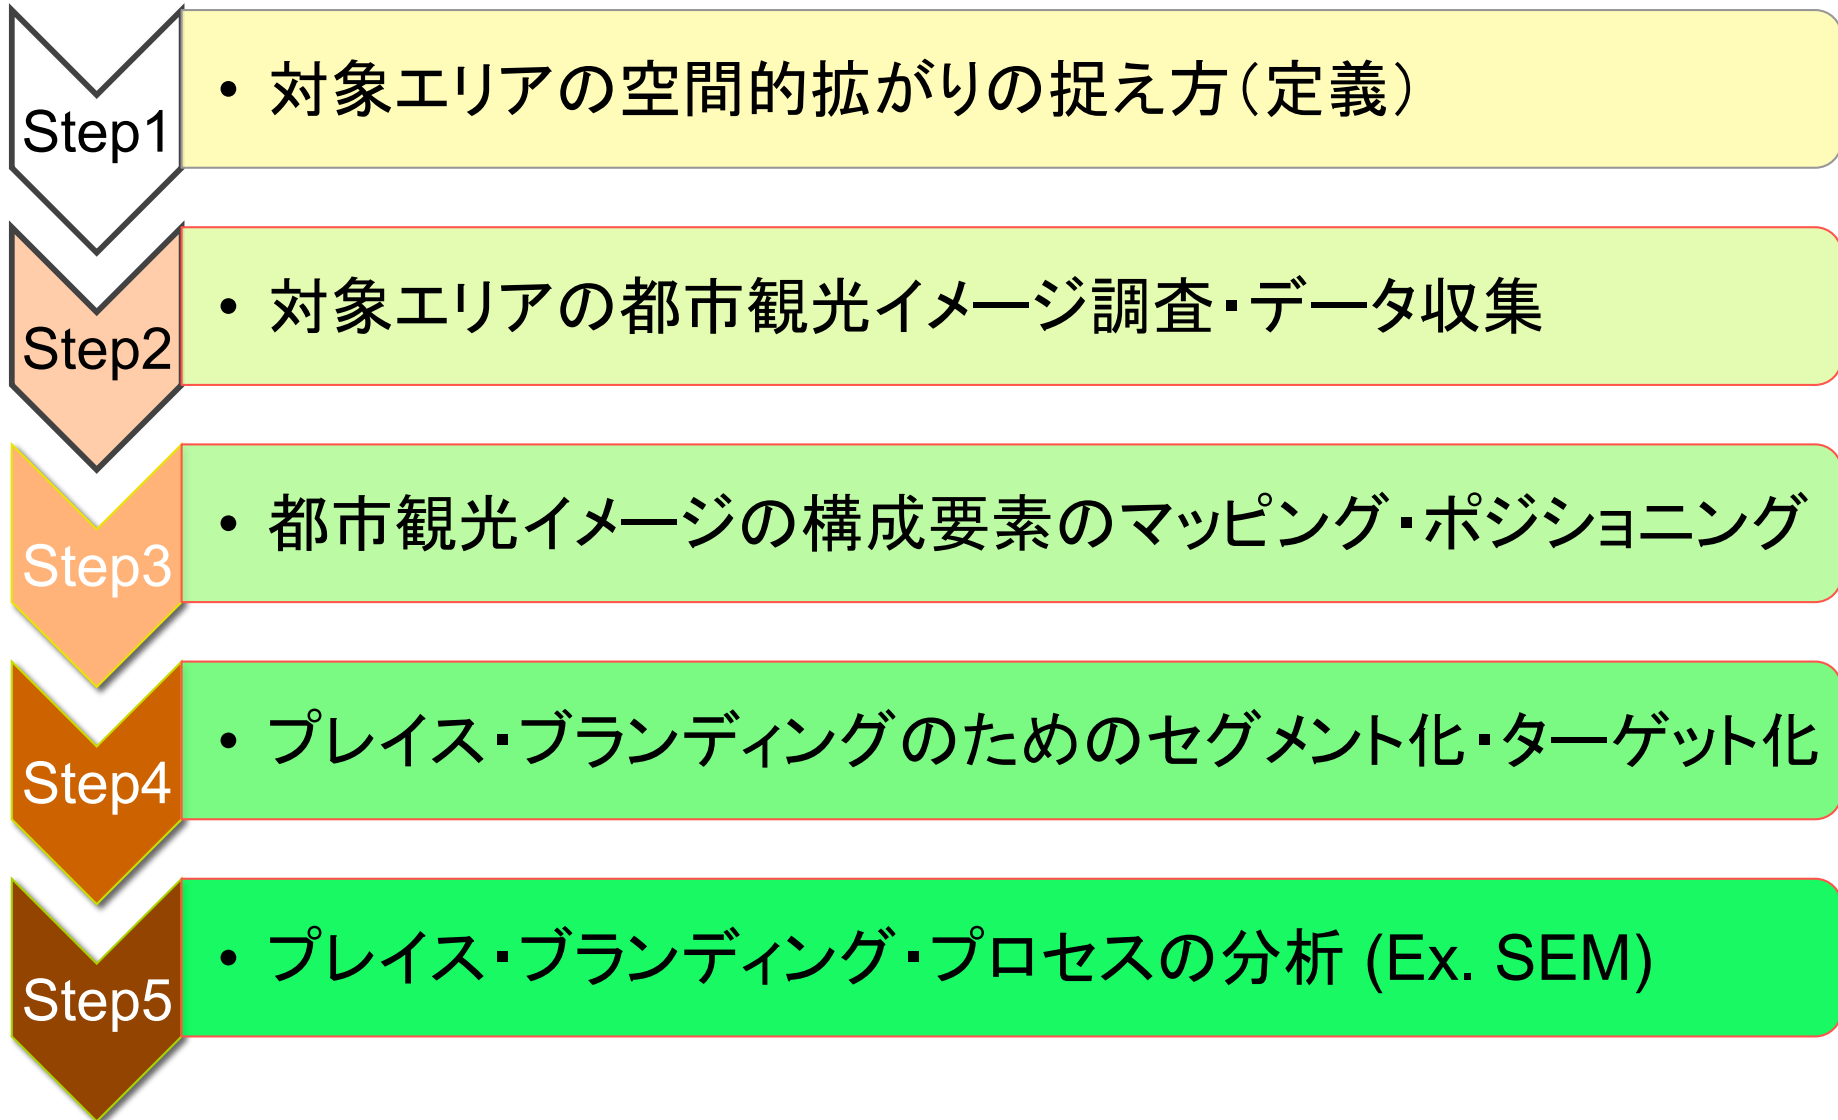 Step1
• 対象エリアの空間的拡がりの捉え方（定義）
Step2
• 対象エリアの都市観光イメージ調査・データ収集
Step3
• 都市観光イメージの構成要素のマッピング・ポジショニング
Step4
• プレイス・ブランディングのためのセグメント化・ターゲット化
Step5
• プレイス・ブランディング・プロセスの分析 (Ex. SEM)